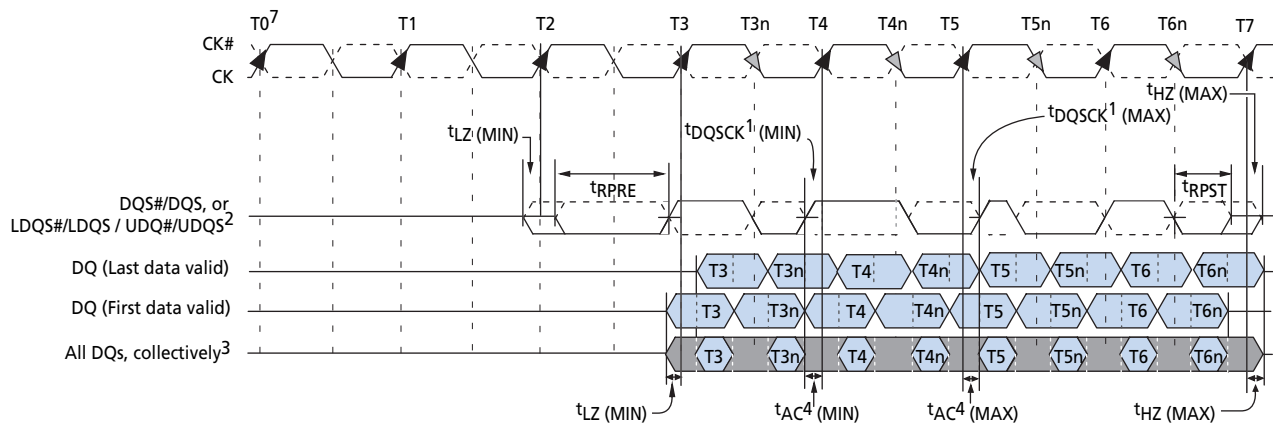 T0⁷ T1 T2 T3 T3n T4 T4n T5 T5n T6 T6n T7
CK#
CK
tHZ (MAX)
tLZ (MIN)
tDQSCK¹ (MIN)
tDQSCK¹ (MAX)
tRPRE
tRPST
DQS#/DQS, or
LDQS#/LDQS / UDQ#/UDQS²
DQ (Last data valid)
T3 T3n T4 T4n T5 T5n T6 T6n
DQ (First data valid)
T3 T3n T4 T4n T5 T5n T6 T6n
All DQs, collectively³
T3 T3n T4 T4n T5 T5n T6 T6n
tLZ (MIN)
tAC⁴ (MIN)
tAC⁴ (MAX)
tHZ (MAX)